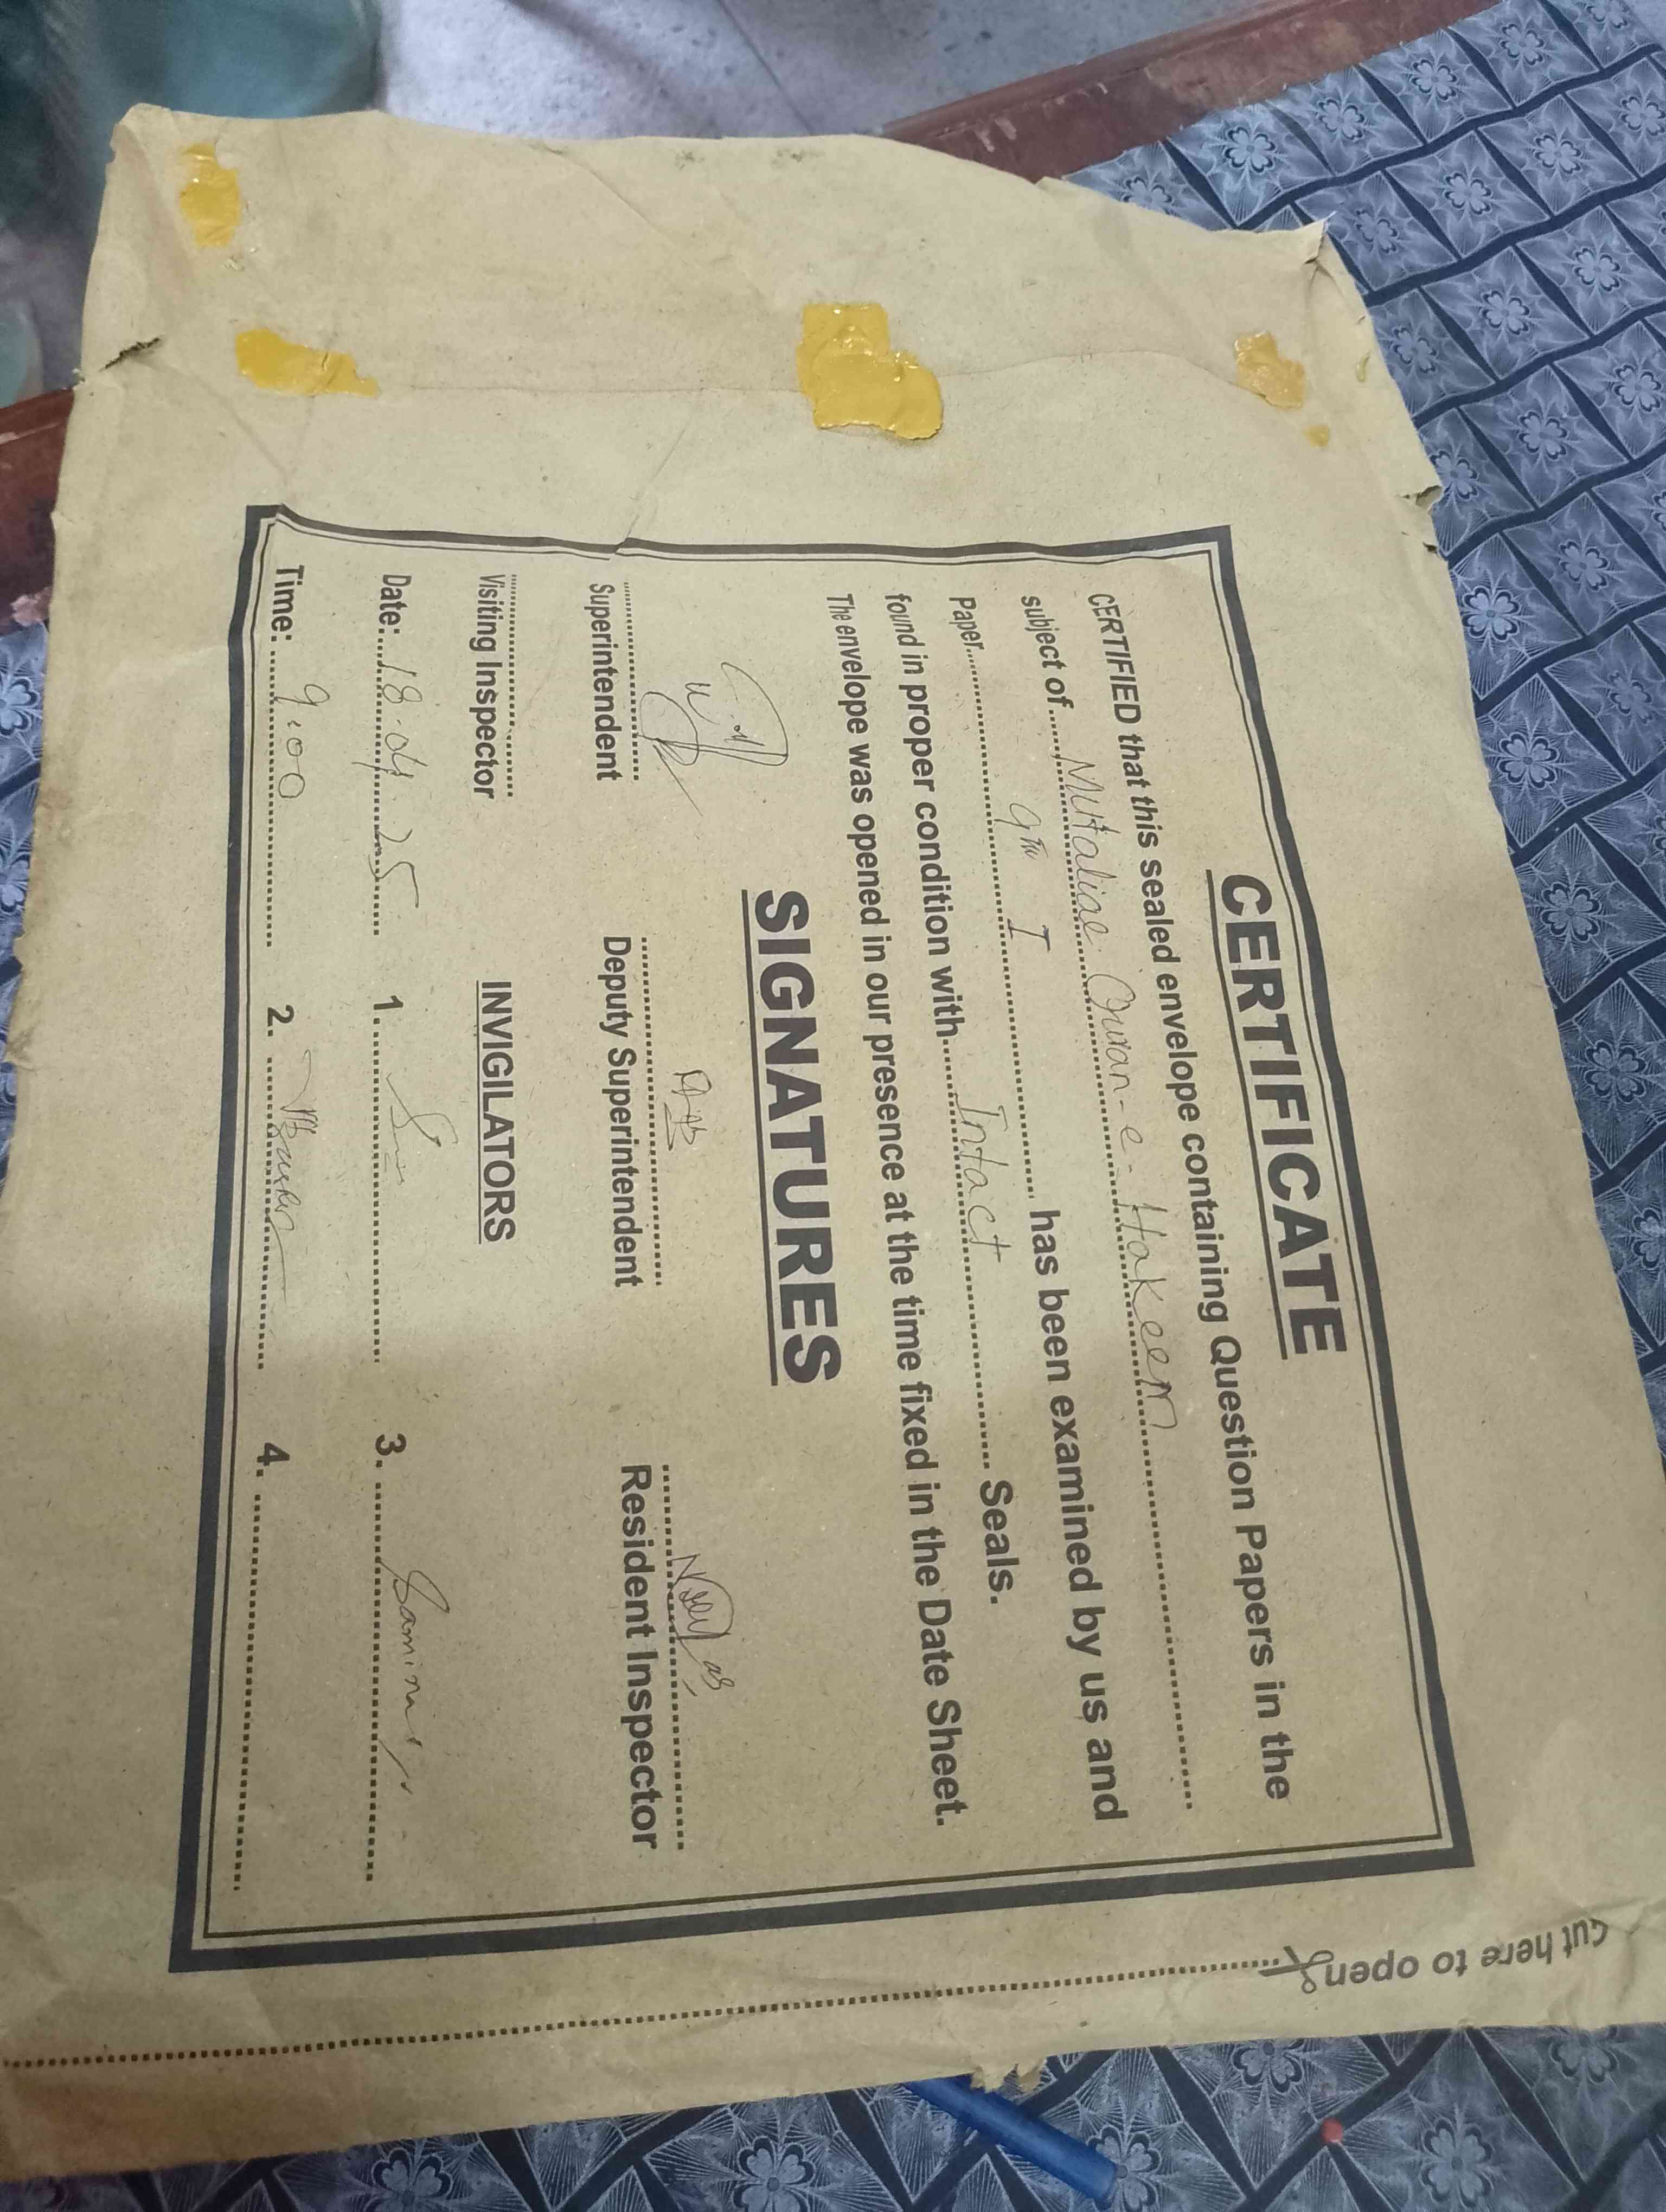 CERTIFICATE
CERTIFIED that this sealed envelope containing Question Papers in the
subject of......Mutaliae Quran-e-Hakeem..........
Paper..........9TH I.......... has been examined by us and
found in proper condition with..........Intact.......... Seals.
The envelope was opened in our presence at the time fixed in the Date Sheet.
SIGNATURES
Superintendent Deputy Superintendent Resident Inspector
Visiting Inspector INVIGILATORS
Date:....18.04.25.... 1. 3.
Time:....9:00.... 2. 4.
Cut here to open